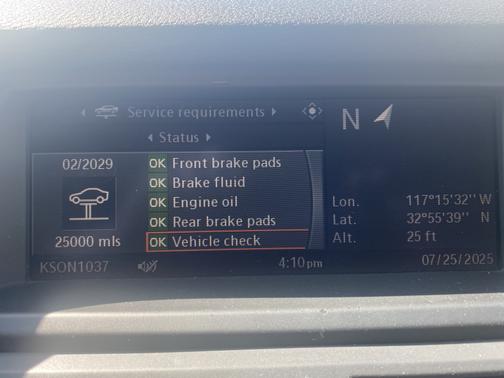 Service requirements
N
Status
02/2029
OK Front brake pads
OK Brake fluid
OK Engine oil
OK Rear brake pads
25000 mls
OK Vehicle check
Lon. 117°15'32'' W
Lat. 32°55'39'' N
Alt. 25 ft
KSON1037
4:10 pm
07/25/2025